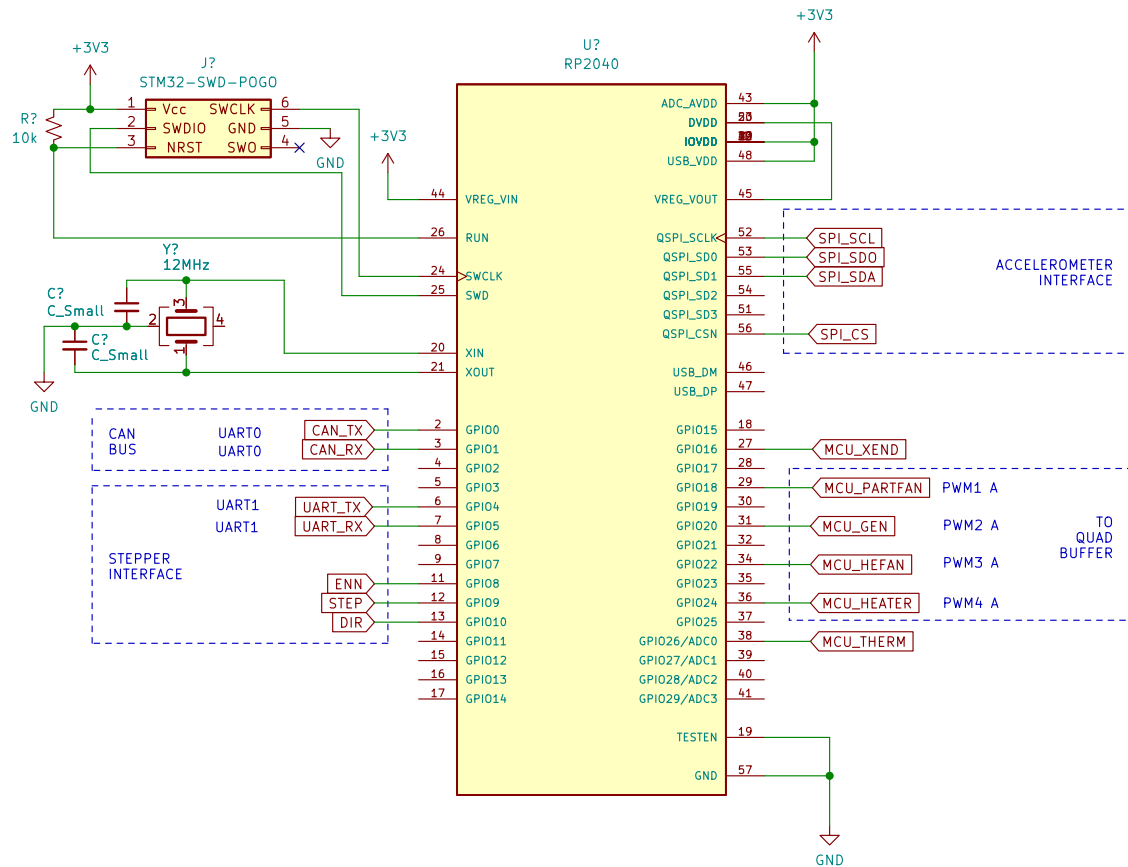 +3V3
J?
STM32-SWD-POGO
R?
10k
1 Vcc SWCLK 6
2 SWDIO GND 5
3 NRST SWO 4
GND
+3V3
U?
RP2040
+3V3
44 VREG_VIN
26 RUN
24 SWCLK
25 SWD
20 XIN
21 XOUT
2 GPIO0
3 GPIO1
4 GPIO2
5 GPIO3
6 GPIO4
7 GPIO5
8 GPIO6
9 GPIO7
11 GPIO8
12 GPIO9
13 GPIO10
14 GPIO11
15 GPIO12
16 GPIO13
17 GPIO14
ADC_AVDD 43
DVDD
IOVDD
USB_VDD 48
VREG_VOUT 45
QSPI_SCLK 52 SPI_SCL
QSPI_SD0 53 SPI_SDO
QSPI_SD1 55 SPI_SDA
QSPI_SD2 54
QSPI_SD3 51
QSPI_CSN 56 SPI_CS
ACCELEROMETER
INTERFACE
USB_DM 46
USB_DP 47
GPIO15 18
GPIO16 27 MCU_XEND
GPIO17 28
GPIO18 29 MCU_PARTFAN PWM1 A
GPIO19 30
GPIO20 31 MCU_GEN PWM2 A
GPIO21 32
GPIO22 34 MCU_HEFAN PWM3 A
GPIO23 35
GPIO24 36 MCU_HEATER PWM4 A
GPIO25 37
TO
QUAD
BUFFER
GPIO26/ADC0 38 MCU_THERM
GPIO27/ADC1 39
GPIO28/ADC2 40
GPIO29/ADC3 41
TESTEN 19
GND 57
GND
Y?
12MHz
3
2
4
1
C?
C_Small
C?
C_Small
GND
CAN
BUS
UART0 CAN_TX
UART0 CAN_RX
UART1 UART_TX
UART1 UART_RX
STEPPER
INTERFACE
ENN
STEP
DIR